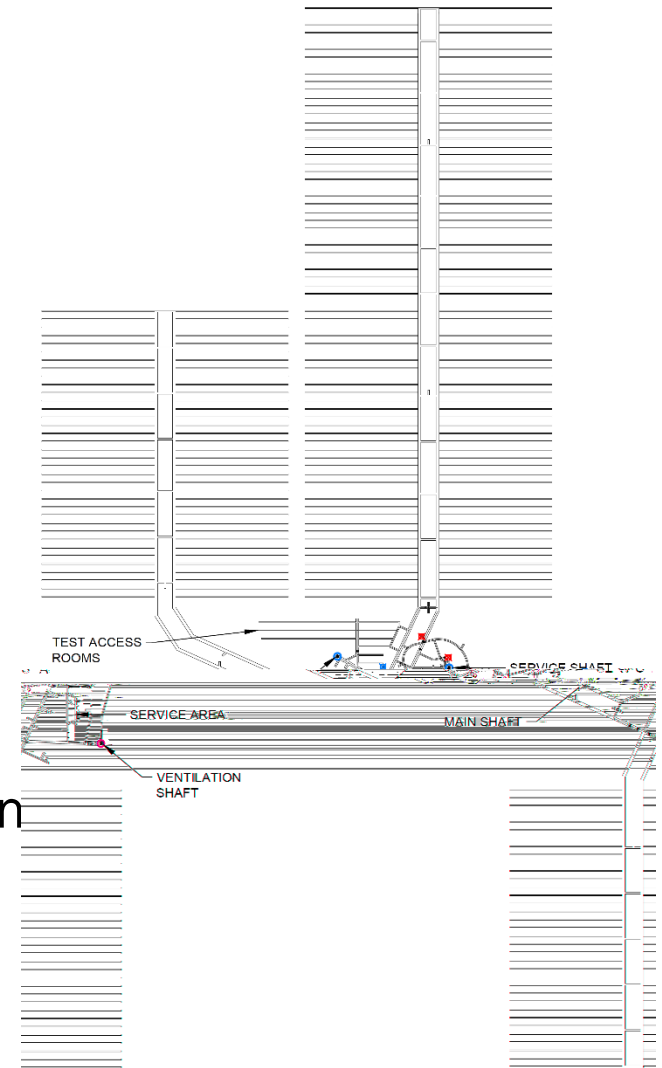 TEST ACCESS
ROOMS
SERVICE SHAFT
SERVICE AREA
MAIN SHAFT
VENTILATION
SHAFT
n